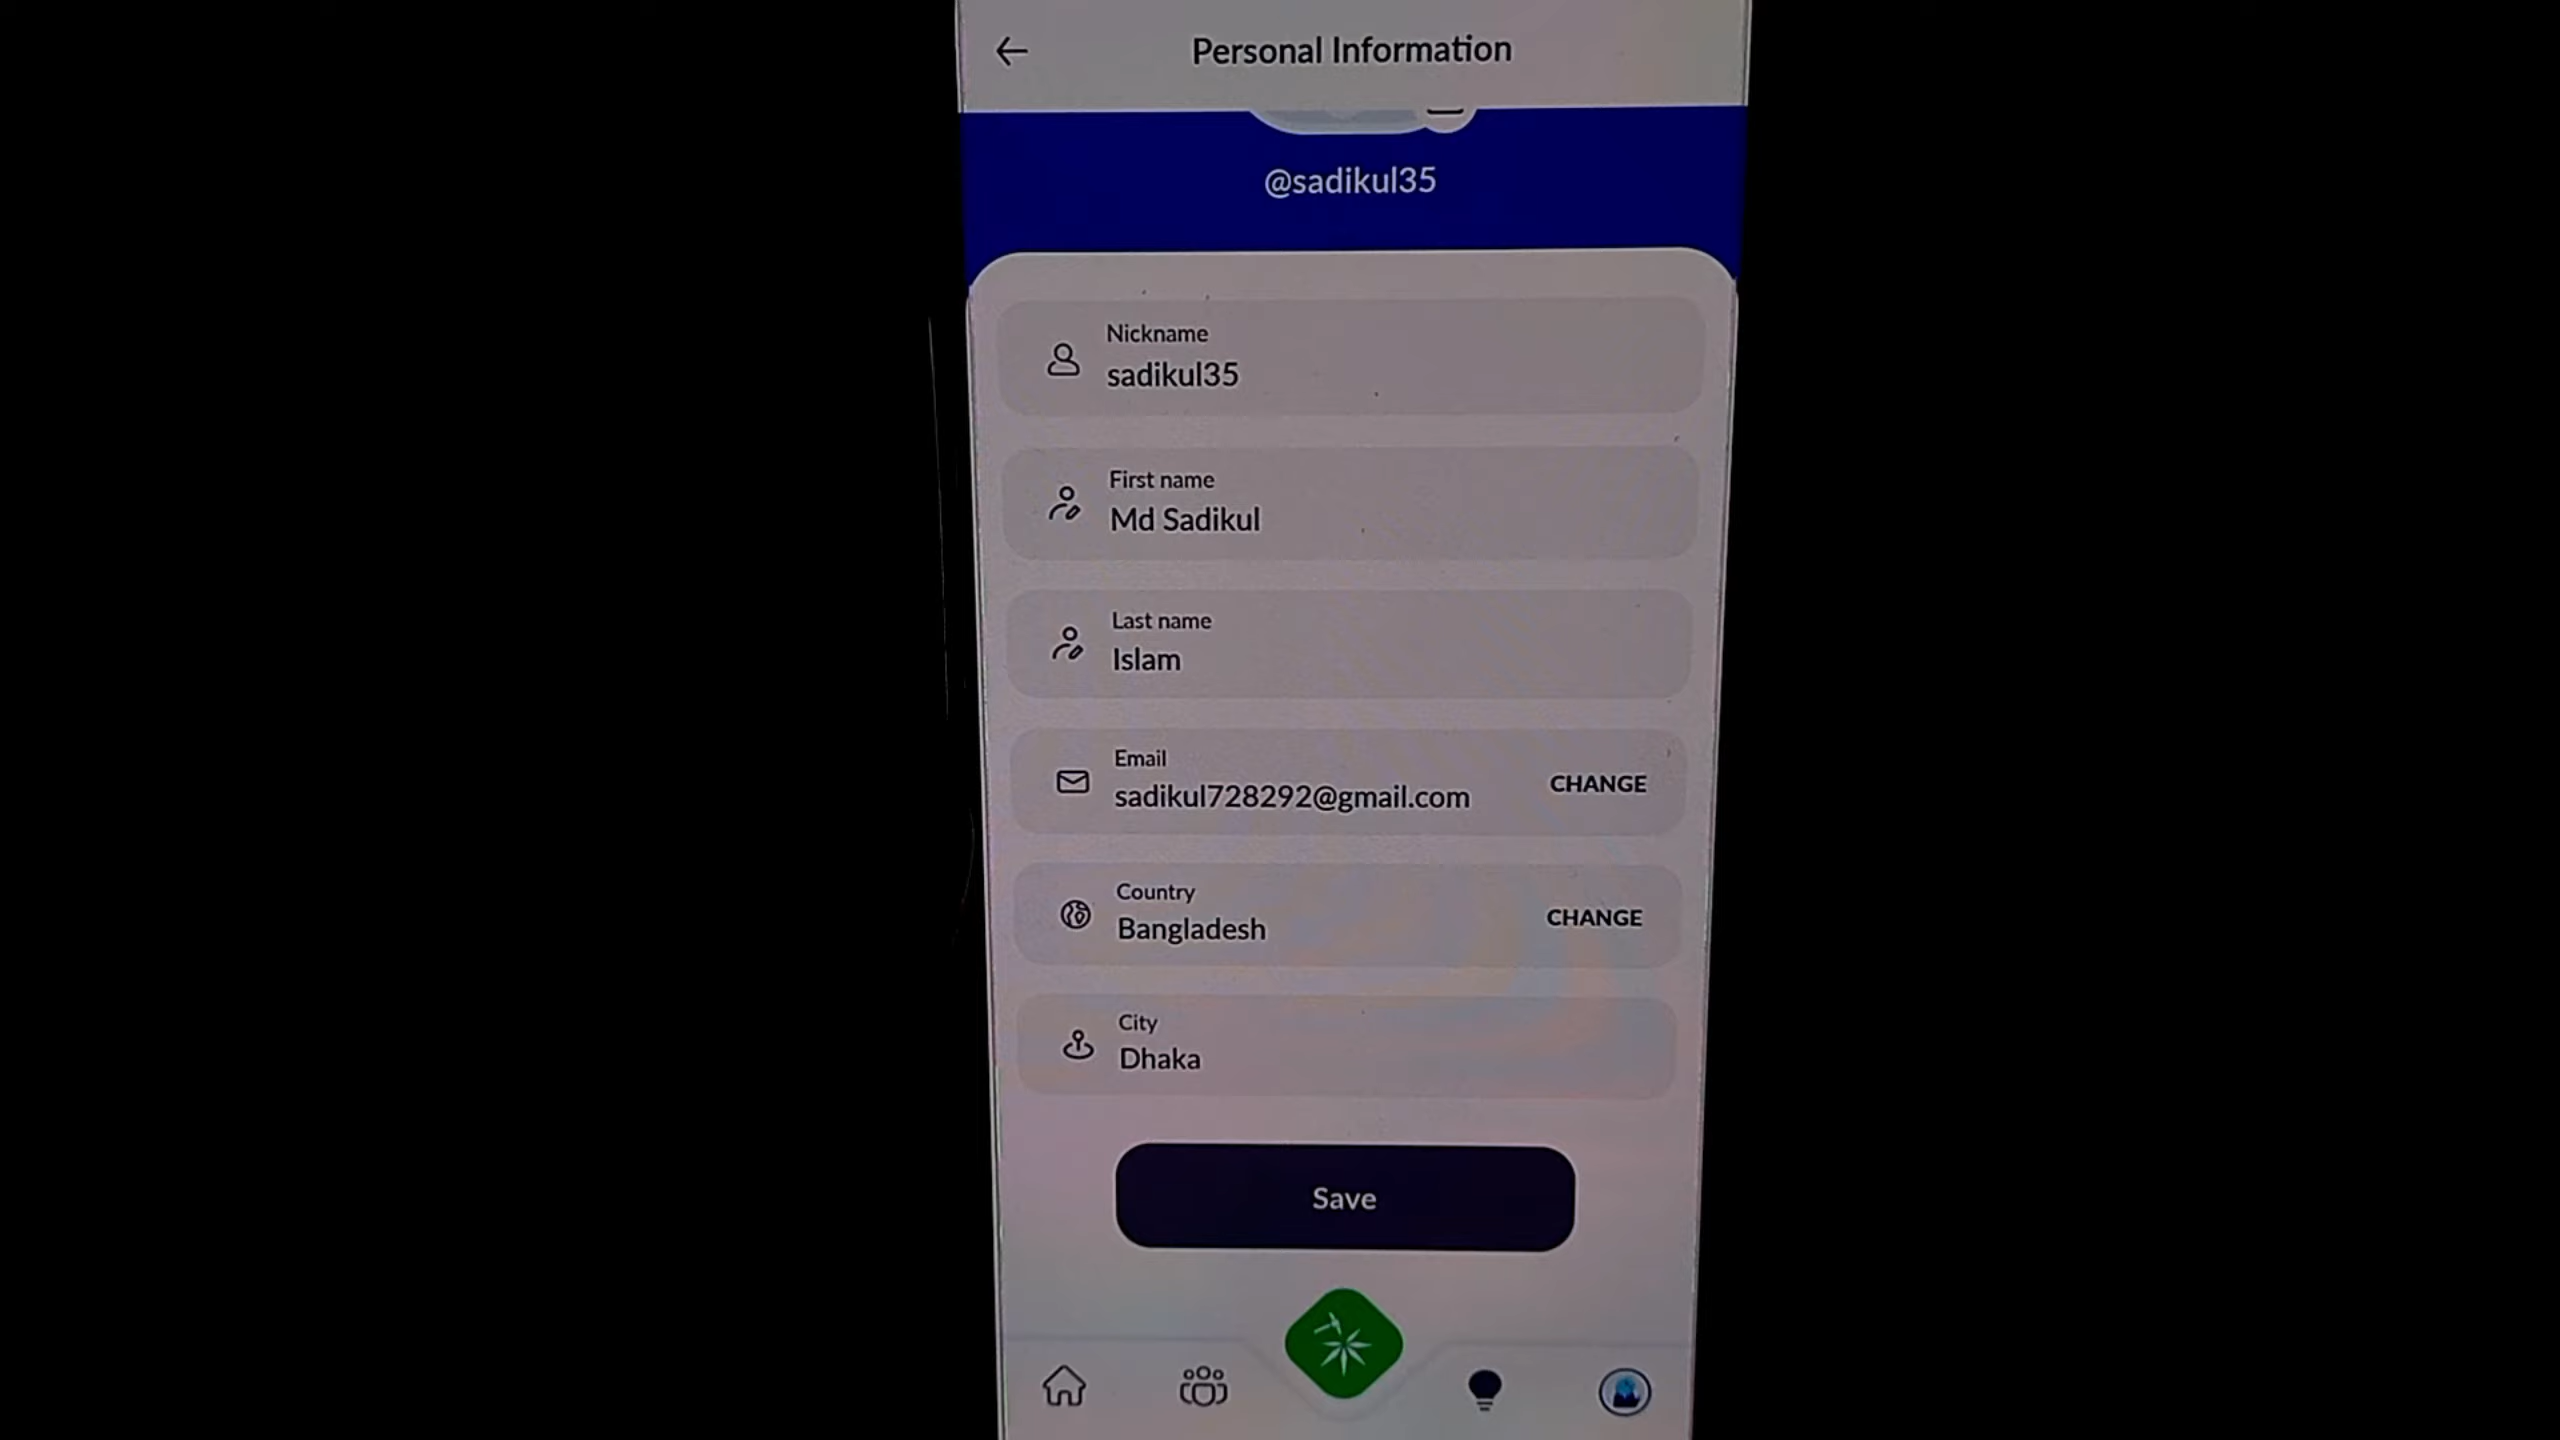 Personal Information
@sadikul35
Nickname
sadikul35
First name
Md Sadikul
Last name
Islam
Email
sadikul728292@gmail.com
CHANGE
Country
Bangladesh
CHANGE
City
Dhaka
Save